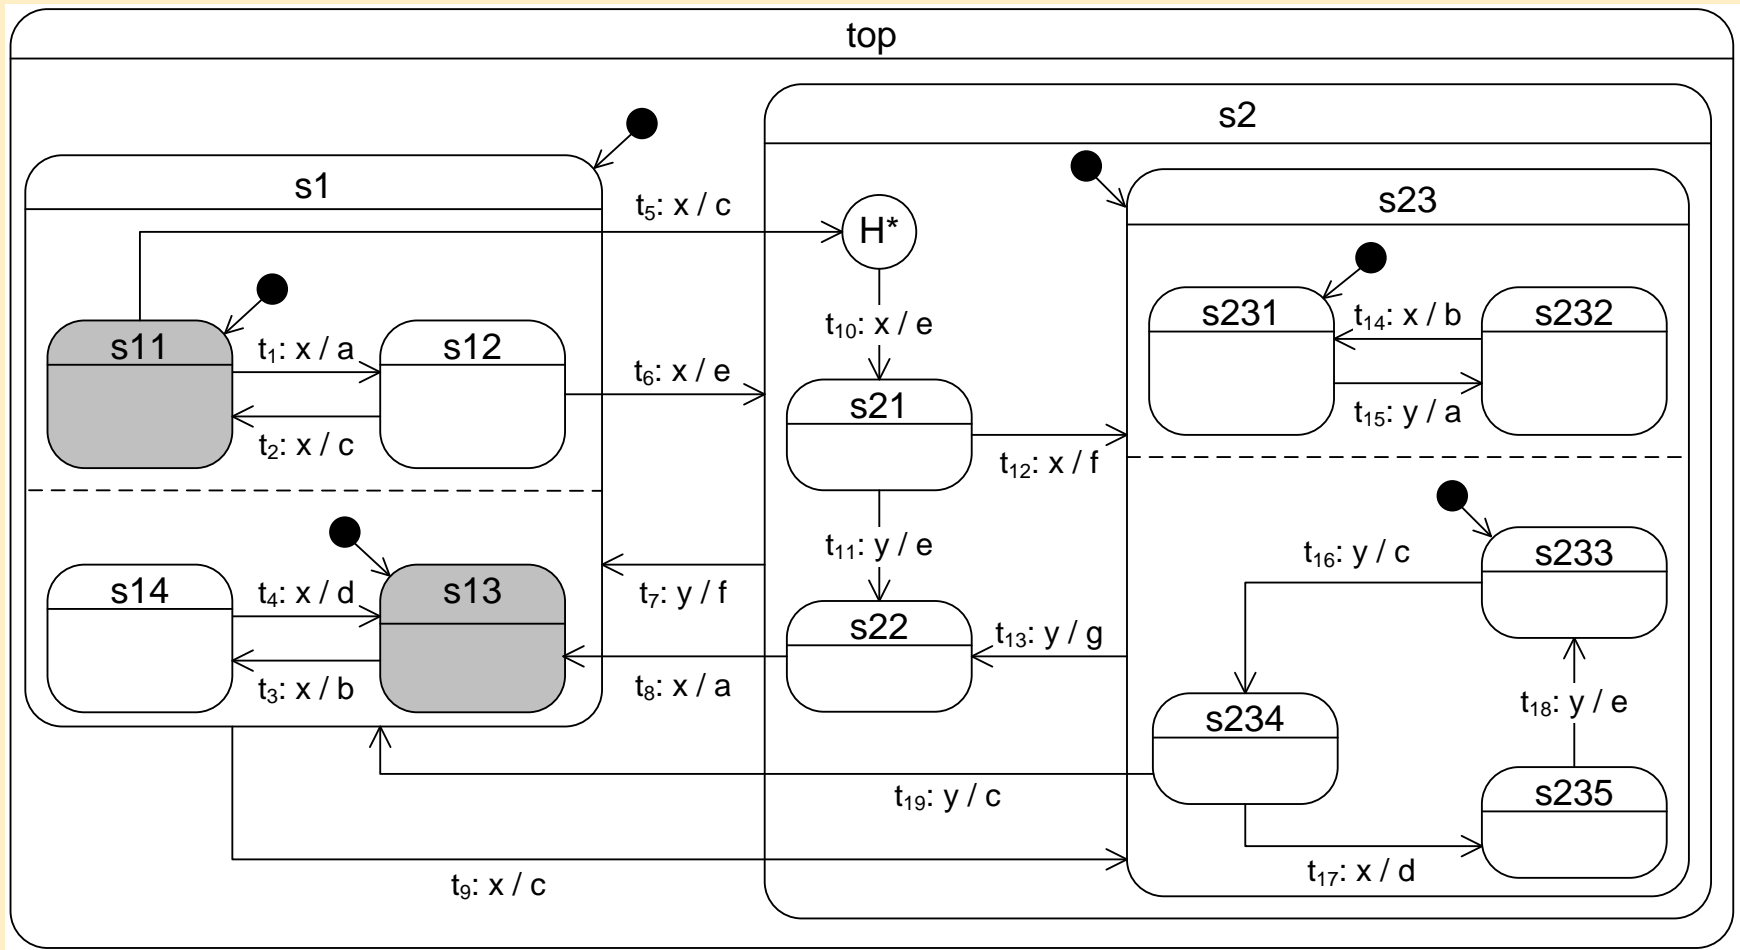 top
s2
s1
s23
t5: x / c
H*
s11
t1: x / a
s12
t2: x / c
t6: x / e
t10: x / e
s21
t12: x / f
s231
t14: x / b
s232
t15: y / a
t11: y / e
t7: y / f
s22
t13: y / g
t8: x / a
s14
t4: x / d
s13
t3: x / b
t16: y / c
s233
t18: y / e
s234
s235
t17: x / d
t19: y / c
t9: x / c